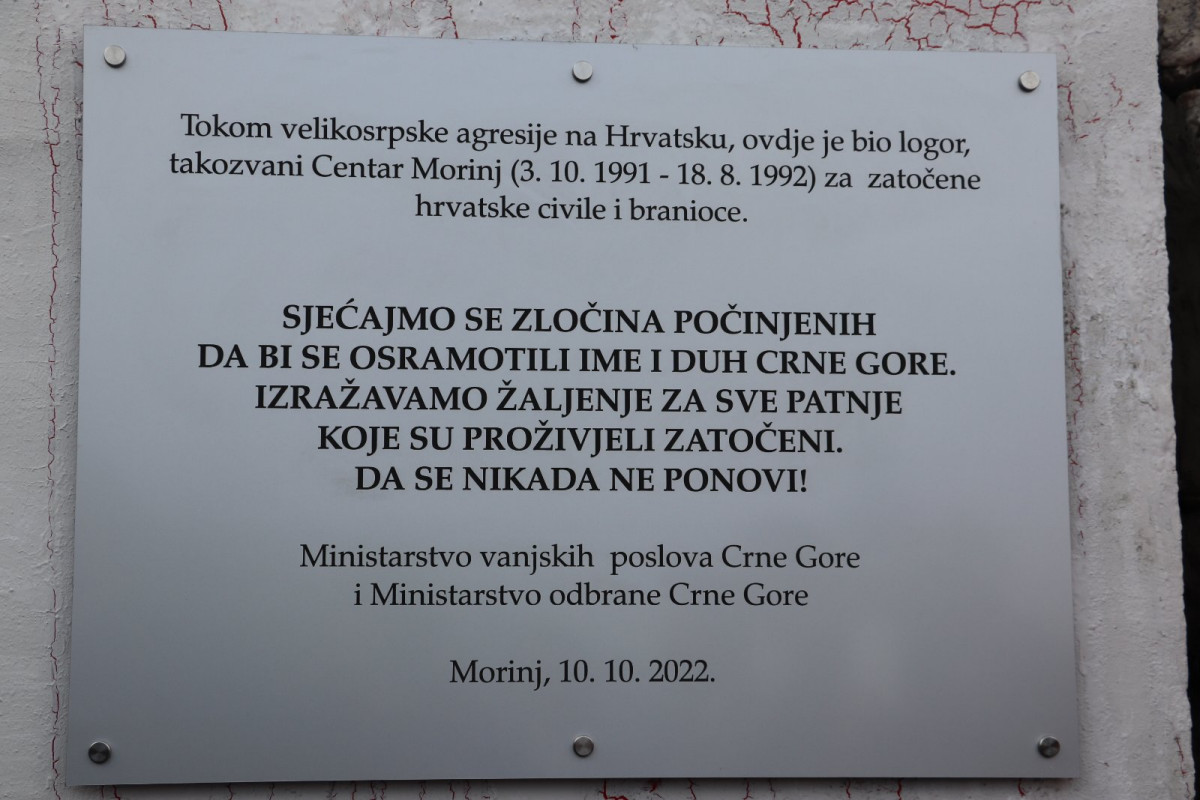 Tokom velikosrpske agresije na Hrvatsku, ovdje je bio logor,
takozvani Centar Morinj (3. 10. 1991 - 18. 8. 1992) za zatočene
hrvatske civile i branioce.
SJEĆAJMO SE ZLOČINA POČINJENIH
DA BI SE OSRAMOTILI IME I DUH CRNE GORE.
IZRAŽAVAMO ŽALJENJE ZA SVE PATNJE
KOJE SU PROŽIVJELI ZATOČENI.
DA SE NIKADA NE PONOVI!
Ministarstvo vanjskih poslova Crne Gore
i Ministarstvo odbrane Crne Gore
Morinj, 10. 10. 2022.